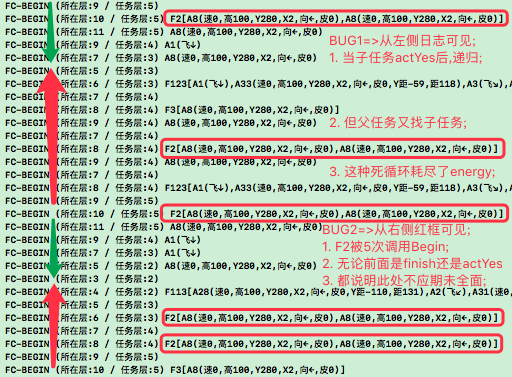 FC-BEGIN (所在层:9 / 任务层:5)
FC-BEGIN (所在层:10 / 任务层:5) F2[A8(速0,高100,Y280,X2,向←,皮0),A8(速0,高100,Y280,X2,向←,皮0)]
FC-BEGIN (所在层:8 / 任务层:5) A8(速0,高100,Y280,X2,向←,皮0)
BUG1=>从左侧日志可见;
FC-BEGIN (所在层:9 / 任务层:4) A1(飞↓)
FC-BEGIN (所在层:7 / 任务层:3) A8(速0,高100,Y280,X2,向←,皮0)
1. 当子任务actYes后,递归;
FC-BEGIN (所在层:5 / 任务层:3)
FC-BEGIN (所在层:6 / 任务层:3) F123[A1(飞↓),A33(速0,高100,Y280,X2,向←,Y距-59,距118),A3(飞↘),A
FC-BEGIN (所在层:7 / 任务层:4)
FC-BEGIN (所在层:8 / 任务层:4) F3[A8(速0,高100,Y280,X2,向←,皮0)]
FC-BEGIN (所在层:9 / 任务层:4) A8(速0,高100,Y280,X2,向←,皮0)
2. 但父任务又找子任务;
FC-BEGIN (所在层:7 / 任务层:4)
FC-BEGIN (所在层:8 / 任务层:4) F2[A8(速0,高100,Y280,X2,向←,皮0),A8(速0,高100,Y280,X2,向←,皮0)]
FC-BEGIN (所在层:9 / 任务层:4) A8(速0,高100,Y280,X2,向←,皮0)
3. 这种死循环耗尽了energy;
FC-BEGIN (所在层:7 / 任务层:4)
FC-BEGIN (所在层:8 / 任务层:4) F123[A1(飞↓),A33(速0,高100,Y280,X2,向←,Y距-59,距118),A3(飞↘),A
FC-BEGIN (所在层:9 / 任务层:5)
FC-BEGIN (所在层:10 / 任务层:5) F2[A8(速0,高100,Y280,X2,向←,皮0),A8(速0,高100,Y280,X2,向←,皮0)]
FC-BEGIN (所在层:11 / 任务层:5) A8(速0,高100,Y280,X2,向←,皮0)
BUG2=>从右侧红框可见;
FC-BEGIN (所在层:9 / 任务层:4) A1(飞↓)
1. F2被5次调用Begin;
FC-BEGIN (所在层:7 / 任务层:3) A1(飞↓)
FC-BEGIN (所在层:5 / 任务层:2) A8(速0,高100,Y280,X2,向←,皮0)
2. 无论前面是finish还是actYes
FC-BEGIN (所在层:3 / 任务层:2)
3. 都说明此处不应期未全面;
FC-BEGIN (所在层:4 / 任务层:2) F113[A28(速0,高100,Y280,X2,向←,Y距-110,距131),A2(飞↙),A31(速0,
FC-BEGIN (所在层:5 / 任务层:3)
FC-BEGIN (所在层:6 / 任务层:3) F2[A8(速0,高100,Y280,X2,向←,皮0),A8(速0,高100,Y280,X2,向←,皮0)]
FC-BEGIN (所在层:7 / 任务层:4)
FC-BEGIN (所在层:8 / 任务层:4) F2[A8(速0,高100,Y280,X2,向←,皮0),A8(速0,高100,Y280,X2,向←,皮0)]
FC-BEGIN (所在层:9 / 任务层:5)
FC-BEGIN (所在层:10 / 任务层:5) F3[A8(速0,高100,Y280,X2,向←,皮0)]